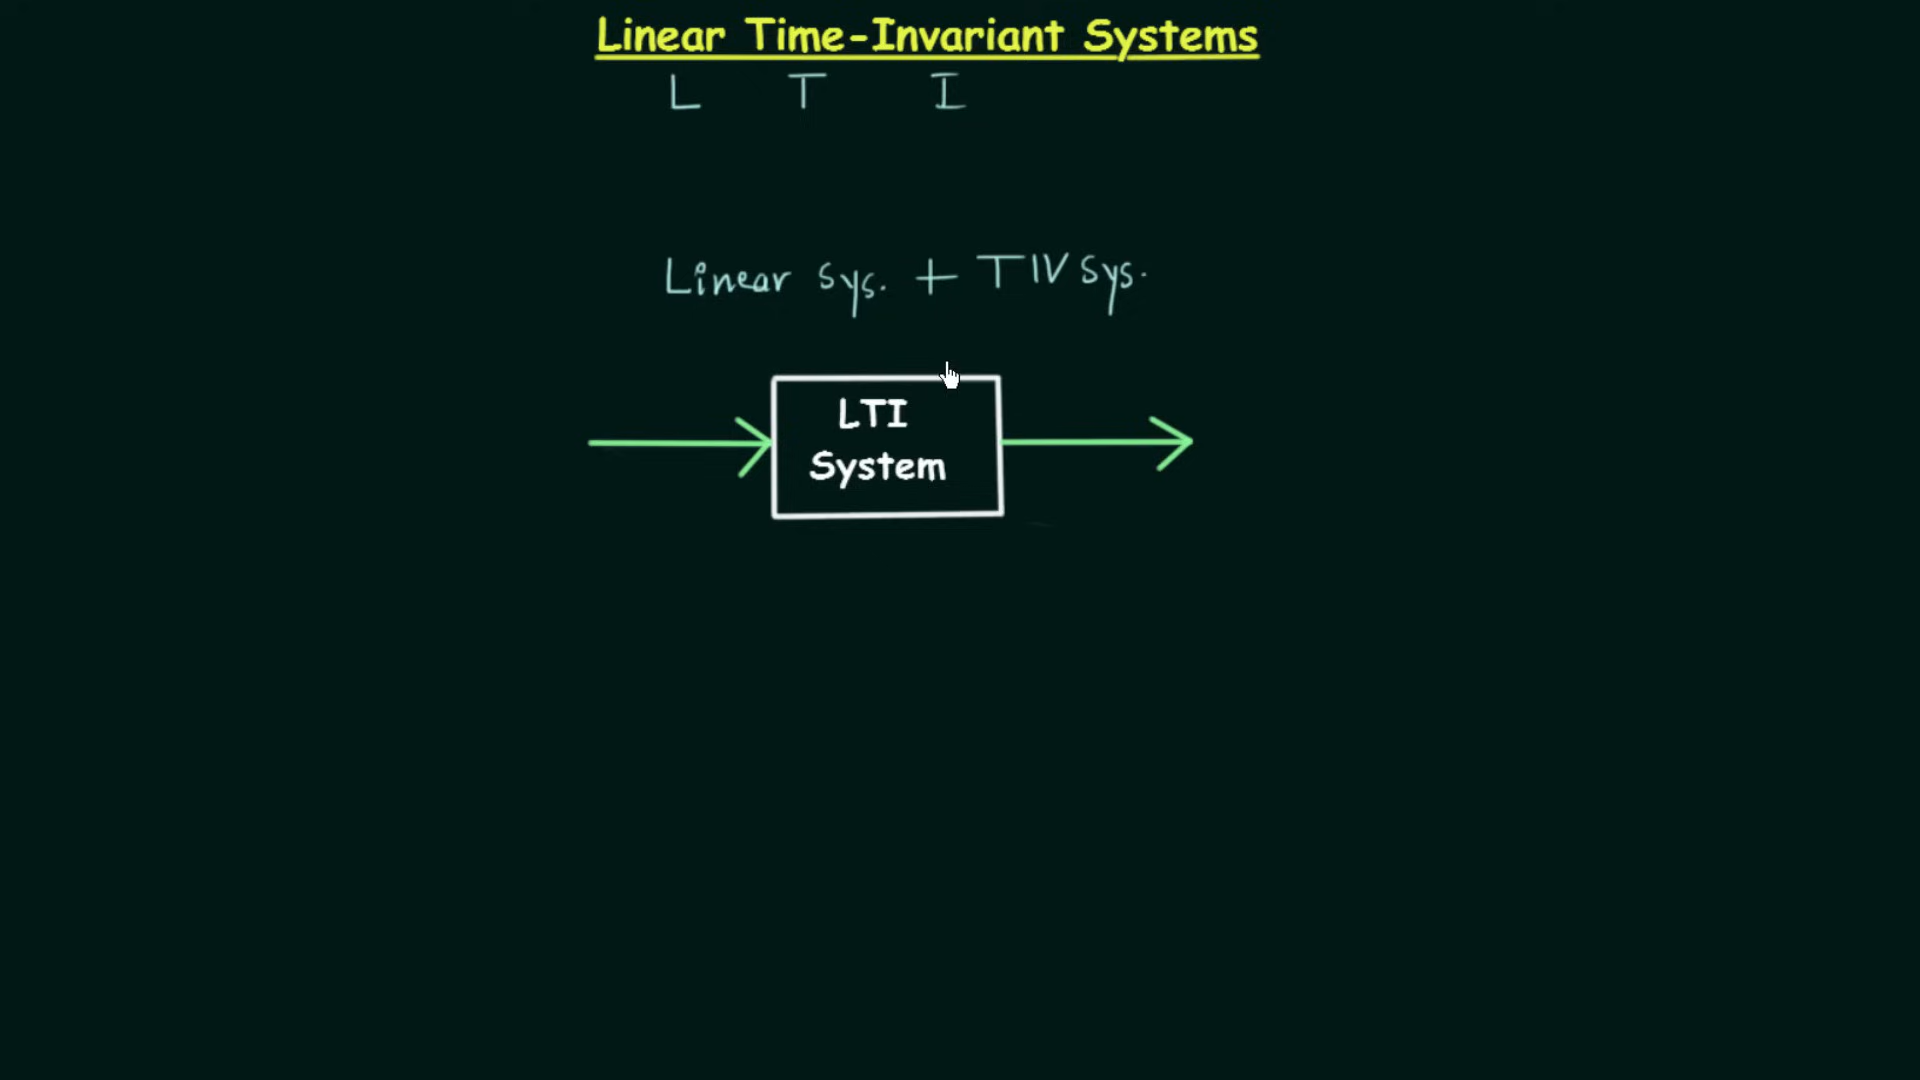 Linear Time-Invariant Systems
L T I
Linear sys. + TIV sys.
LTI
System